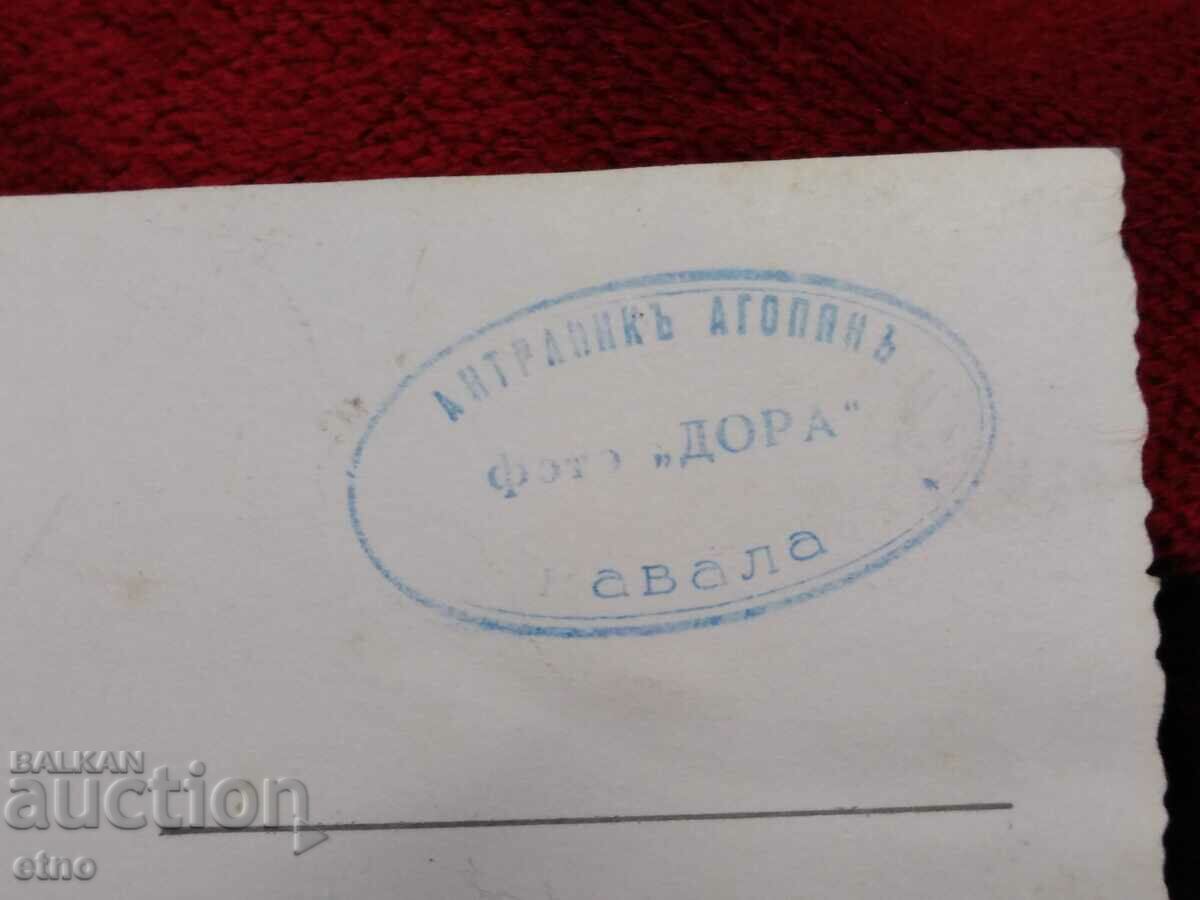 АНТРАНИКЪ АГОПЯНЪ
фото „ДОРА“
Кавала
BALKAN
auction
etno